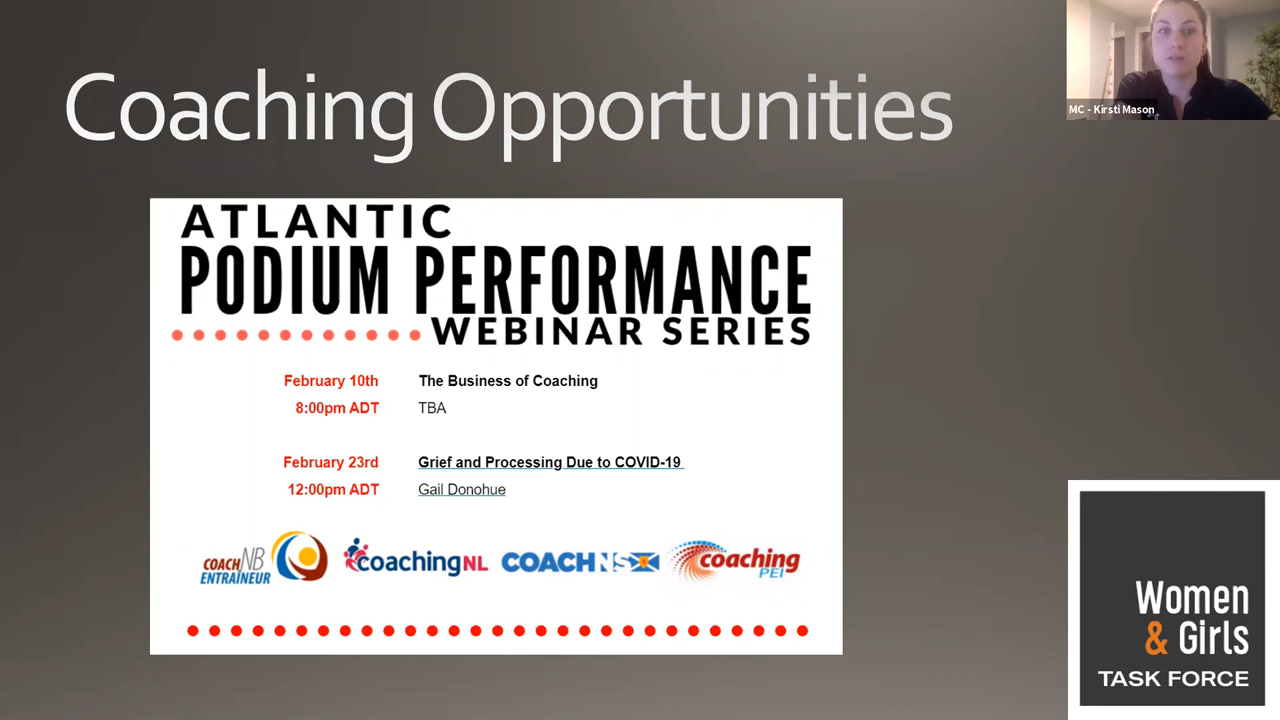 Coaching Opportunities
MC - Kirsti Mason
ATLANTIC
PODIUM PERFORMANCE
WEBINAR SERIES
February 10th The Business of Coaching
8:00pm ADT TBA
February 23rd Grief and Processing Due to COVID-19
12:00pm ADT Gail Donohue
COACH NB
ENTRAÎNEUR
coachingNL
COACHNS
coaching
PEI
Women
& Girls
TASK FORCE